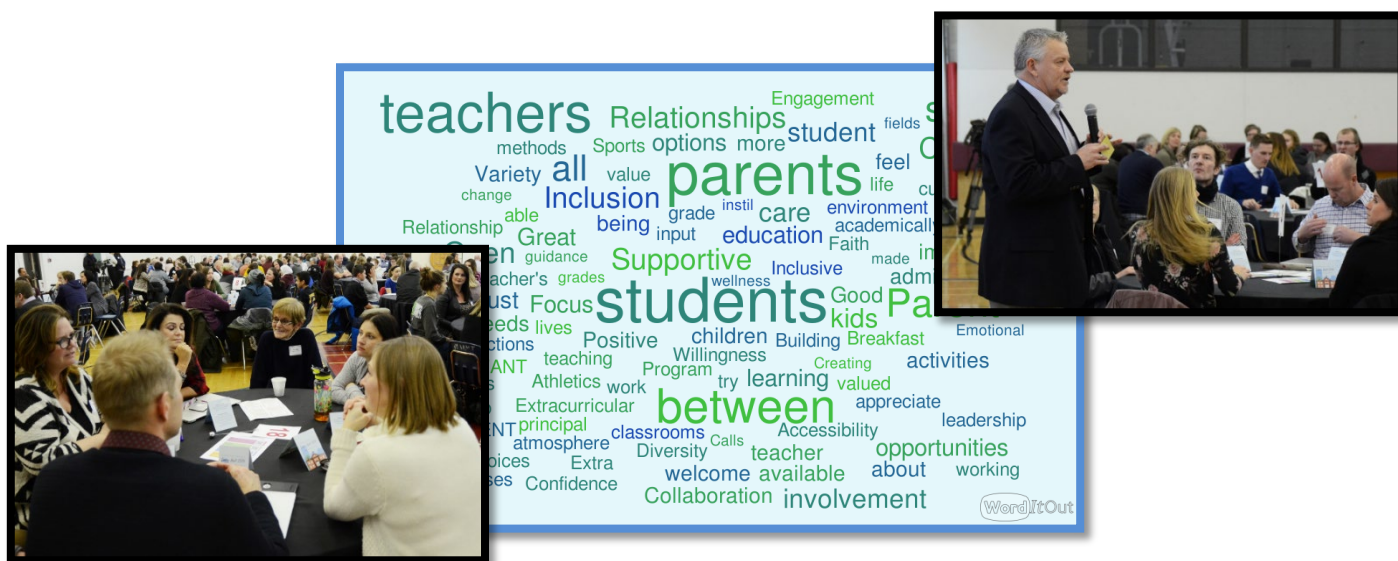 Engagement
teachers Relationships student fields
methods Sports options more
Variety all value parents feel
change Inclusion life
able grade instil care environment
Relationship being input education academically
Great Faith
guidance Supportive made
grades wellness Inclusive
Focus students Good
lives kids
Positive children Building Breakfast Emotional
teaching Willingness activities
Athletics work Program try learning Creating valued
Extracurricular between appreciate
principal classrooms Calls Accessibility leadership
atmosphere Diversity teacher opportunities
Extra welcome available about working
Confidence
Collaboration involvement WordItOut
18